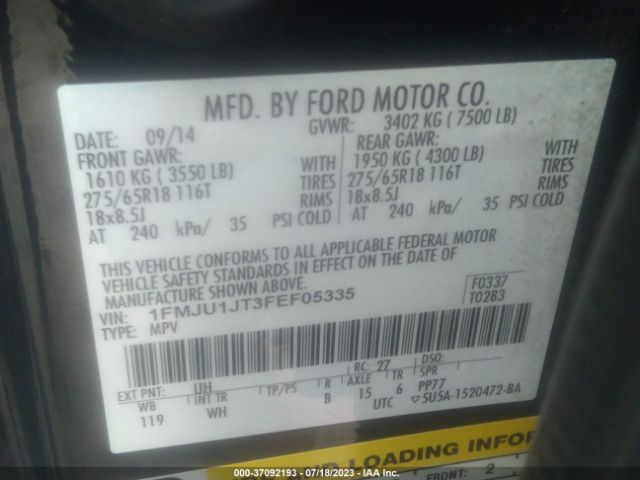 MFD. BY FORD MOTOR CO.
DATE: 09/14 GVWR: 3402 KG ( 7500 LB)
FRONT GAWR: REAR GAWR:
1610 KG ( 3550 LB) WITH 1950 KG ( 4300 LB) WITH
275/65R18 116T TIRES 275/65R18 116T TIRES
18x8.5J RIMS 18x8.5J RIMS
AT 240 kPa/ 35 PSI COLD AT 240 kPa/ 35 PSI COLD
THIS VEHICLE CONFORMS TO ALL APPLICABLE FEDERAL MOTOR
VEHICLE SAFETY STANDARDS IN EFFECT ON THE DATE OF
MANUFACTURE SHOWN ABOVE.
F0337
VIN: 1FMJU1JT3FEF05335 T0283
TYPE: MPV
EXT PNT: UH RC: 27 DSO:
WB INT TR TP/PS R AXLE TR SPR
119 WH B 15 6 PP77
UTC ▽5U5A-1520472-BA
LOADING INFOR
FRONT: 2
000-37092193 - 07/18/2023 - IAAI.com